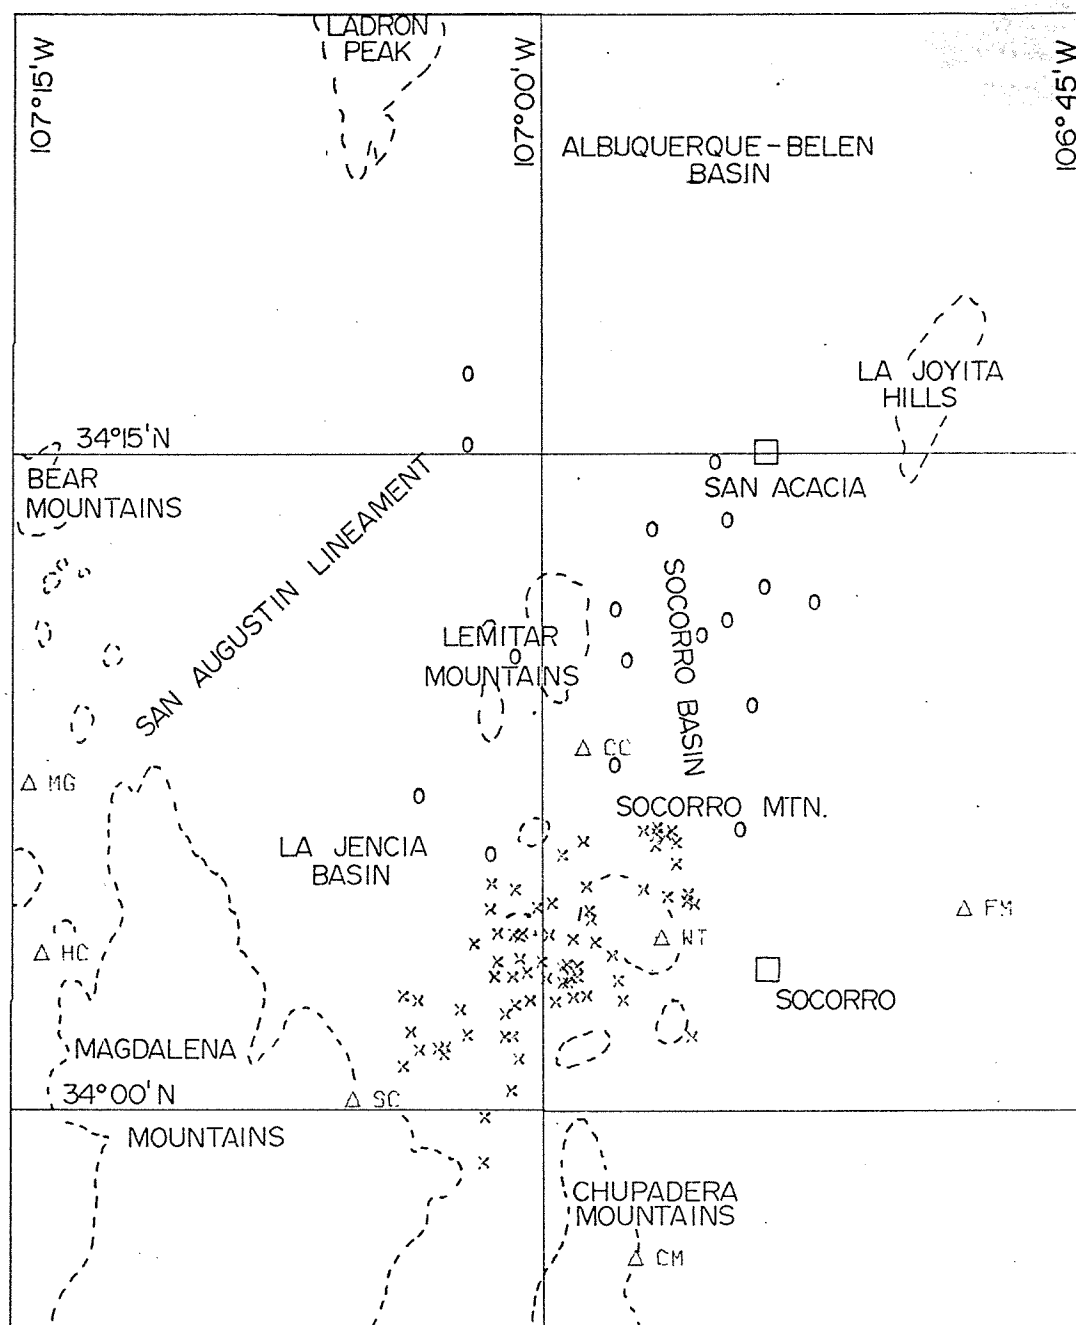 LADRON
PEAK
107°15'W
107°00'W
106°45'W
ALBUQUERQUE-BELEN
BASIN
LA JOYITA
HILLS
34°15'N
BEAR
MOUNTAINS
SAN ACACIA
SAN AUGUSTIN LINEAMENT
SOCORRO BASIN
LEMITAR
MOUNTAINS
CC
MG
SOCORRO MTN.
LA JENCIA
BASIN
FM
WT
HC
SOCORRO
MAGDALENA
34°00'N
SC
MOUNTAINS
CHUPADERA
MOUNTAINS
CM